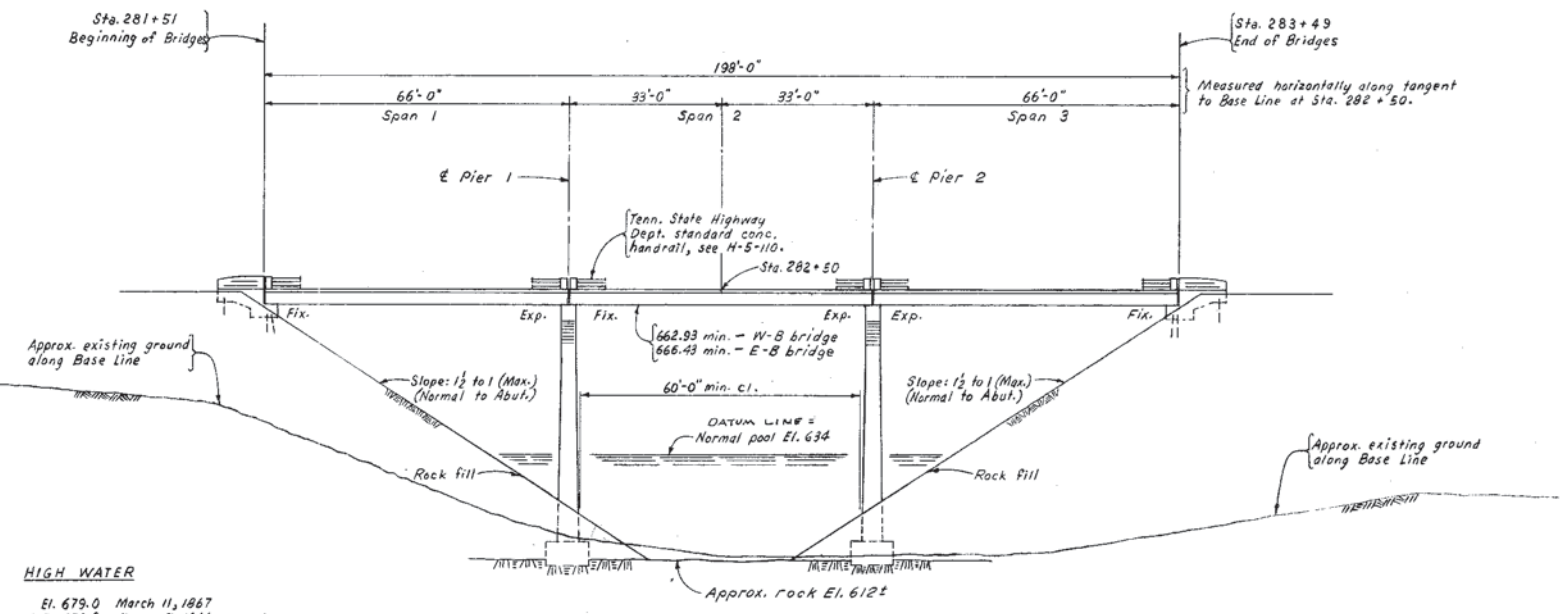 Sta. 281+51
Beginning of Bridges
Sta. 283+49
End of Bridges
198'-0"
Measured horizontally along tangent
to Base Line at Sta. 282 + 50.
66'-0"
33'-0"
33'-0"
66'-0"
Span 1
Span 2
Span 3
℄ Pier 1
℄ Pier 2
Tenn. State Highway
Dept. standard conc.
handrail, see H-5-110.
Sta. 282+50
Fix.
Exp.
Fix.
Exp.
Exp.
Fix.
662.93 min. - W-B bridge
666.43 min. - E-B bridge
Approx. existing ground
along Base Line
Slope: 1½ to 1 (Max.)
(Normal to Abut.)
60'-0" min. cl.
Slope: 1½ to 1 (Max.)
(Normal to Abut.)
DATUM LINE =
Normal pool El. 634
Approx. existing ground
along Base Line
Rock fill
Rock fill
Approx. rock El. 612±
HIGH WATER
El. 679.0 March 11, 1867